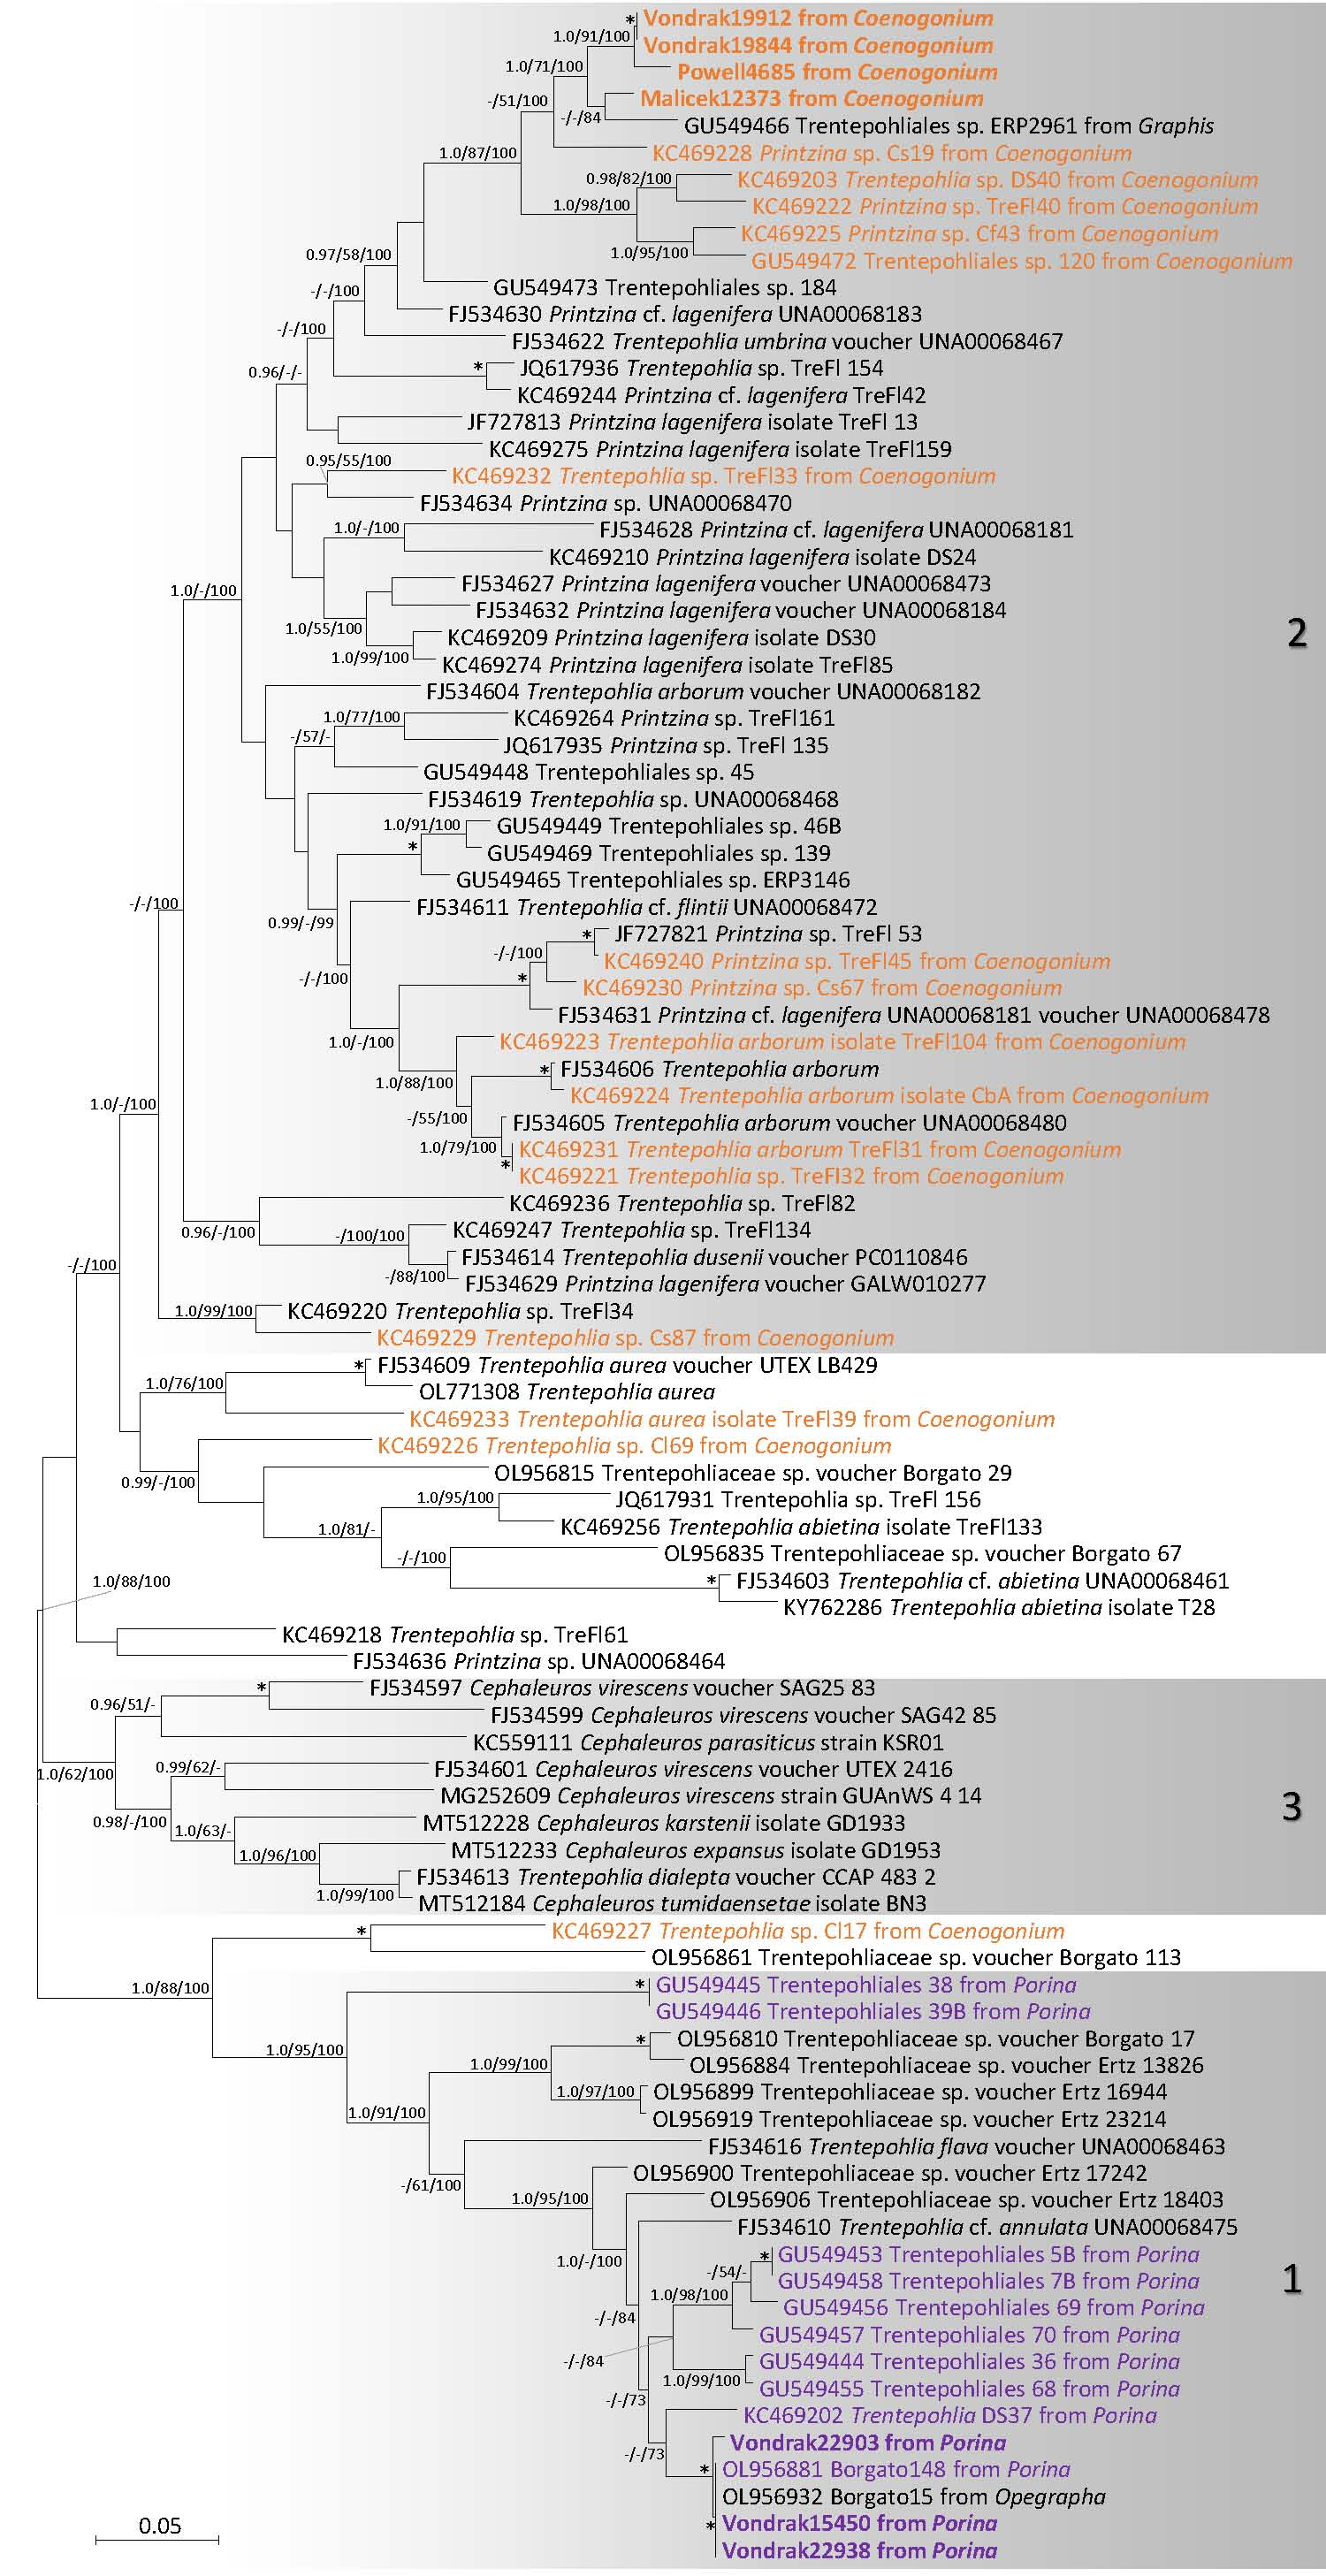 * Vondrak19912 from Coenogonium
1.0/91/100 Vondrak19844 from Coenogonium
1.0/71/100 Powell4685 from Coenogonium
-/51/100 Malicek12373 from Coenogonium
-/-/84 GU549466 Trentepohliales sp. ERP2961 from Graphis
1.0/87/100 KC469228 Printzina sp. Cs19 from Coenogonium
0.98/82/100 KC469203 Trentepohlia sp. DS40 from Coenogonium
1.0/98/100 KC469222 Printzina sp. TreFl40 from Coenogonium
KC469225 Printzina sp. Cf43 from Coenogonium
0.97/58/100 1.0/95/100 GU549472 Trentepohliales sp. 120 from Coenogonium
-/-/100 GU549473 Trentepohliales sp. 184
FJ534630 Printzina cf. lagenifera UNA00068183
-/-/100 FJ534622 Trentepohlia umbrina voucher UNA00068467
0.96/-/- * JQ617936 Trentepohlia sp. TreFl 154
KC469244 Printzina cf. lagenifera TreFl42
JF727813 Printzina lagenifera isolate TreFl 13
KC469275 Printzina lagenifera isolate TreFl159
0.95/55/100 KC469232 Trentepohlia sp. TreFl33 from Coenogonium
FJ534634 Printzina sp. UNA00068470
1.0/-/100 FJ534628 Printzina cf. lagenifera UNA00068181
KC469210 Printzina lagenifera isolate DS24
1.0/-/100 FJ534627 Printzina lagenifera voucher UNA00068473
FJ534632 Printzina lagenifera voucher UNA00068184
1.0/55/100 KC469209 Printzina lagenifera isolate DS30
2
1.0/99/100 KC469274 Printzina lagenifera isolate TreFl85
FJ534604 Trentepohlia arborum voucher UNA00068182
1.0/77/100 KC469264 Printzina sp. TreFl161
-/57/- JQ617935 Printzina sp. TreFl 135
GU549448 Trentepohliales sp. 45
FJ534619 Trentepohlia sp. UNA00068468
1.0/91/100 GU549449 Trentepohliales sp. 46B
* GU549469 Trentepohliales sp. 139
GU549465 Trentepohliales sp. ERP3146
-/-/100 0.99/-/99 FJ534611 Trentepohlia cf. flintii UNA00068472
* JF727821 Printzina sp. TreFl 53
-/-/100 KC469240 Printzina sp. TreFl45 from Coenogonium
-/-/100 * KC469230 Printzina sp. Cs67 from Coenogonium
FJ534631 Printzina cf. lagenifera UNA00068181 voucher UNA00068478
1.0/-/100 KC469223 Trentepohlia arborum isolate TreFl104 from Coenogonium
1.0/88/100 * FJ534606 Trentepohlia arborum
1.0/-/100 KC469224 Trentepohlia arborum isolate CbA from Coenogonium
-/55/100 FJ534605 Trentepohlia arborum voucher UNA00068480
1.0/79/100 KC469231 Trentepohlia arborum TreFl31 from Coenogonium
* KC469221 Trentepohlia sp. TreFl32 from Coenogonium
KC469236 Trentepohlia sp. TreFl82
0.96/-/100 -/100/100 KC469247 Trentepohlia sp. TreFl134
-/-/100 FJ534614 Trentepohlia dusenii voucher PC0110846
-/88/100 FJ534629 Printzina lagenifera voucher GALW010277
1.0/99/100 KC469220 Trentepohlia sp. TreFl34
KC469229 Trentepohlia sp. Cs87 from Coenogonium
* FJ534609 Trentepohlia aurea voucher UTEX LB429
1.0/76/100 OL771308 Trentepohlia aurea
KC469233 Trentepohlia aurea isolate TreFl39 from Coenogonium
KC469226 Trentepohlia sp. Cl69 from Coenogonium
0.99/-/100 OL956815 Trentepohliaceae sp. voucher Borgato 29
1.0/95/100 JQ617931 Trentepohlia sp. TreFl 156
1.0/81/- KC469256 Trentepohlia abietina isolate TreFl133
-/-/100 OL956835 Trentepohliaceae sp. voucher Borgato 67
1.0/88/100 * FJ534603 Trentepohlia cf. abietina UNA00068461
KY762286 Trentepohlia abietina isolate T28
KC469218 Trentepohlia sp. TreFl61
FJ534636 Printzina sp. UNA00068464
0.96/51/- * FJ534597 Cephaleuros virescens voucher SAG25 83
FJ534599 Cephaleuros virescens voucher SAG42 85
KC559111 Cephaleuros parasiticus strain KSR01
1.0/62/100 0.99/62/- FJ534601 Cephaleuros virescens voucher UTEX 2416
MG252609 Cephaleuros virescens strain GUAnWS 4 14
3
0.98/-/100 1.0/63/- MT512228 Cephaleuros karstenii isolate GD1933
1.0/96/100 MT512233 Cephaleuros expansus isolate GD1953
FJ534613 Trentepohlia dialepta voucher CCAP 483 2
1.0/99/100 MT512184 Cephaleuros tumidaensetae isolate BN3
* KC469227 Trentepohlia sp. Cl17 from Coenogonium
OL956861 Trentepohliaceae sp. voucher Borgato 113
1.0/88/100 * GU549445 Trentepohliales 38 from Porina
GU549446 Trentepohliales 39B from Porina
1.0/95/100 * OL956810 Trentepohliaceae sp. voucher Borgato 17
1.0/99/100 OL956884 Trentepohliaceae sp. voucher Ertz 13826
1.0/97/100 OL956899 Trentepohliaceae sp. voucher Ertz 16944
1.0/91/100 OL956919 Trentepohliaceae sp. voucher Ertz 23214
FJ534616 Trentepohlia flava voucher UNA00068463
-/61/100 OL956900 Trentepohliaceae sp. voucher Ertz 17242
1.0/95/100 OL956906 Trentepohliaceae sp. voucher Ertz 18403
FJ534610 Trentepohlia cf. annulata UNA00068475
1.0/-/100 * GU549453 Trentepohliales 5B from Porina
-/54/- GU549458 Trentepohliales 7B from Porina
1
1.0/98/100 GU549456 Trentepohliales 69 from Porina
-/-/84 GU549457 Trentepohliales 70 from Porina
-/-/84 GU549444 Trentepohliales 36 from Porina
1.0/99/100 GU549455 Trentepohliales 68 from Porina
-/-/73 KC469202 Trentepohlia DS37 from Porina
-/-/73 Vondrak22903 from Porina
* OL956881 Borgato148 from Porina
OL956932 Borgato15 from Opegrapha
0.05 * Vondrak15450 from Porina
Vondrak22938 from Porina